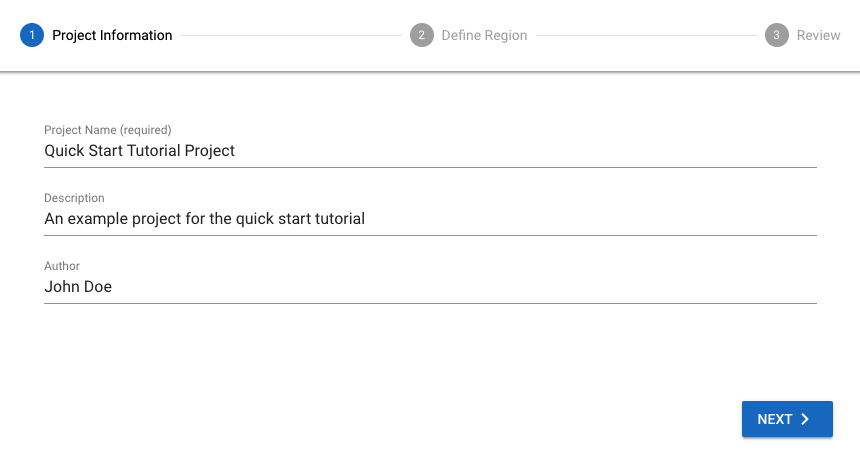 1 Project Information 2 Define Region 3 Review
Project Name (required)
Quick Start Tutorial Project
Description
An example project for the quick start tutorial
Author
John Doe
NEXT